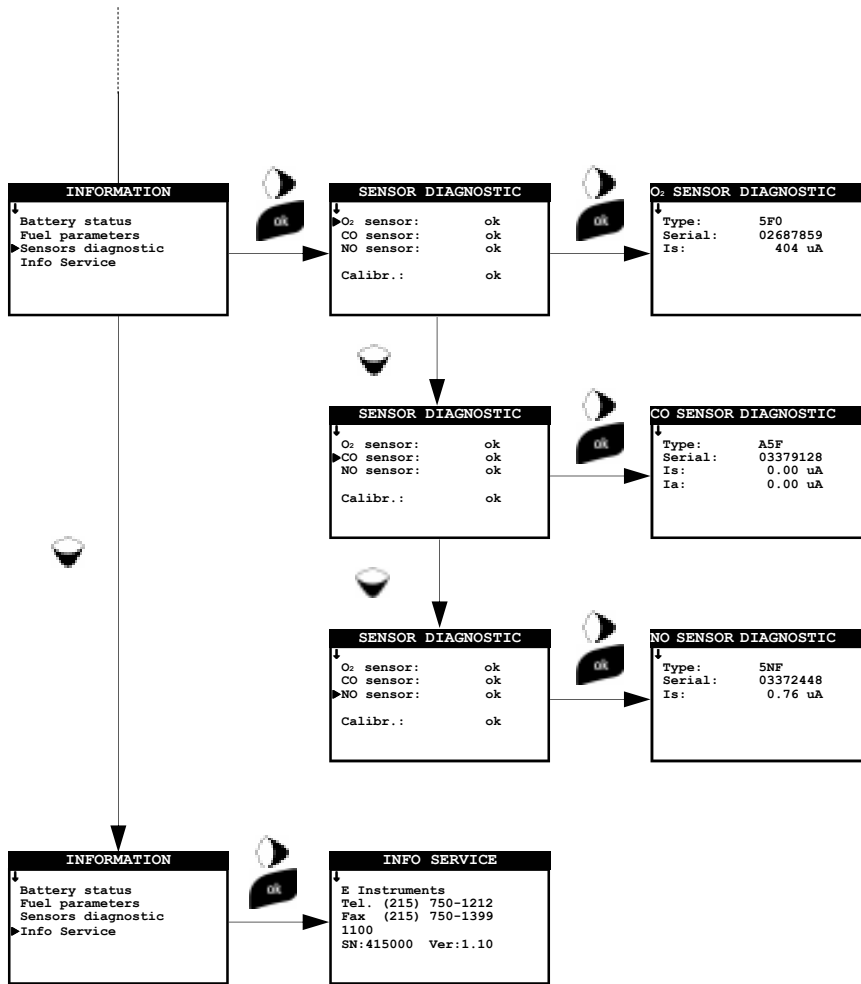 INFORMATION
Battery status
Fuel parameters
Sensors diagnostic
Info Service
ok
SENSOR DIAGNOSTIC
O₂ sensor: ok
CO sensor: ok
NO sensor: ok
Calibr.: ok
ok
O₂ SENSOR DIAGNOSTIC
Type: 5F0
Serial: 02687859
Is: 404 uA
SENSOR DIAGNOSTIC
O₂ sensor: ok
CO sensor: ok
NO sensor: ok
Calibr.: ok
ok
CO SENSOR DIAGNOSTIC
Type: A5F
Serial: 03379128
Is: 0.00 uA
Ia: 0.00 uA
SENSOR DIAGNOSTIC
O₂ sensor: ok
CO sensor: ok
NO sensor: ok
Calibr.: ok
ok
NO SENSOR DIAGNOSTIC
Type: 5NF
Serial: 03372448
Is: 0.76 uA
INFORMATION
Battery status
Fuel parameters
Sensors diagnostic
Info Service
ok
INFO SERVICE
E Instruments
Tel. (215) 750-1212
Fax (215) 750-1399
1100
SN:415000 Ver:1.10